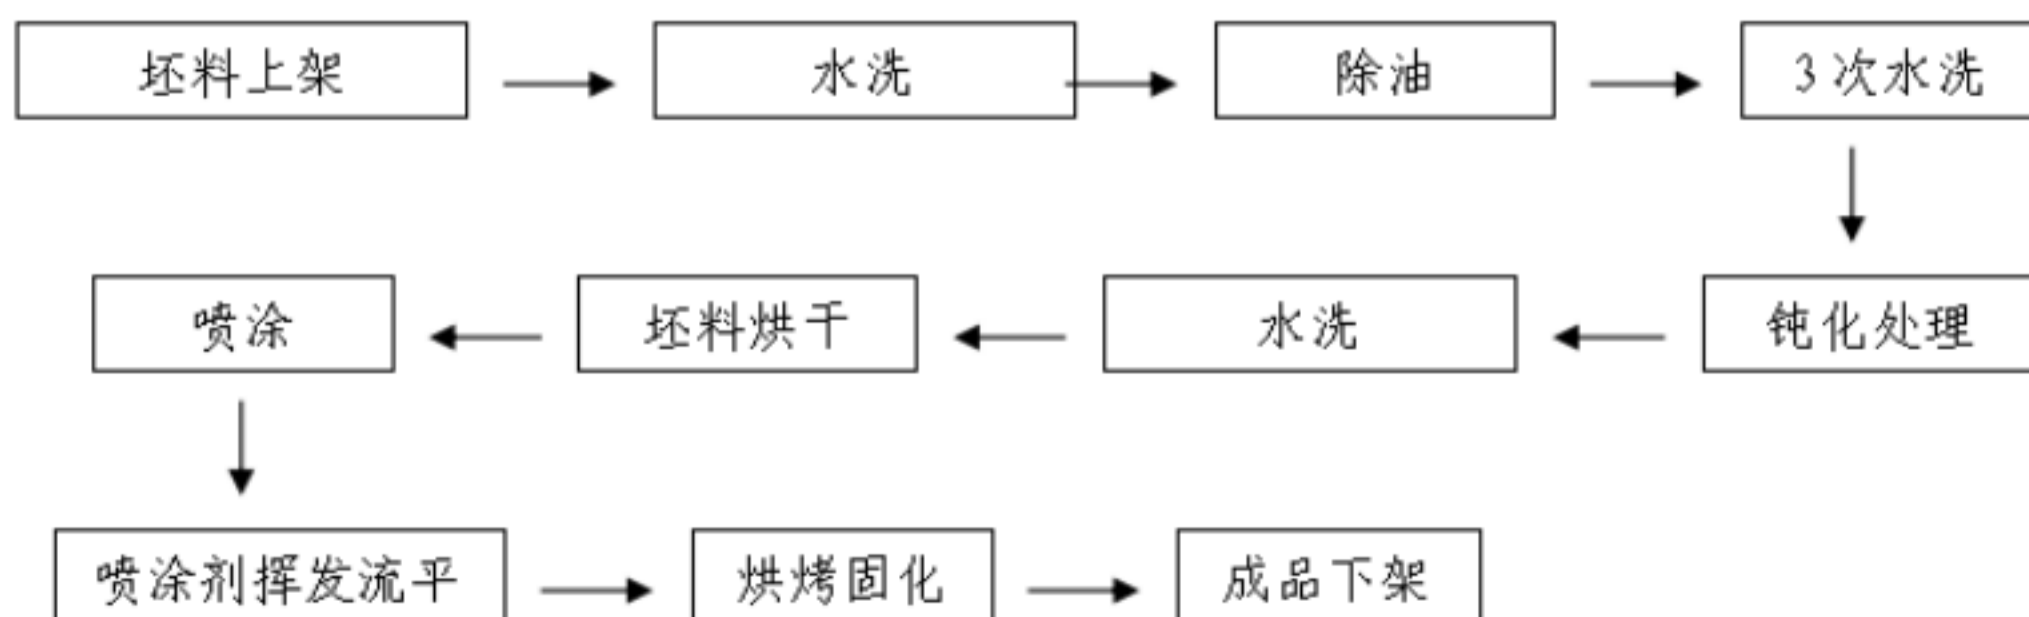 坯料上架
水洗
除油
3次水洗
钝化处理
水洗
坯料烘干
喷涂
喷涂剂挥发流平
烘烤固化
成品下架